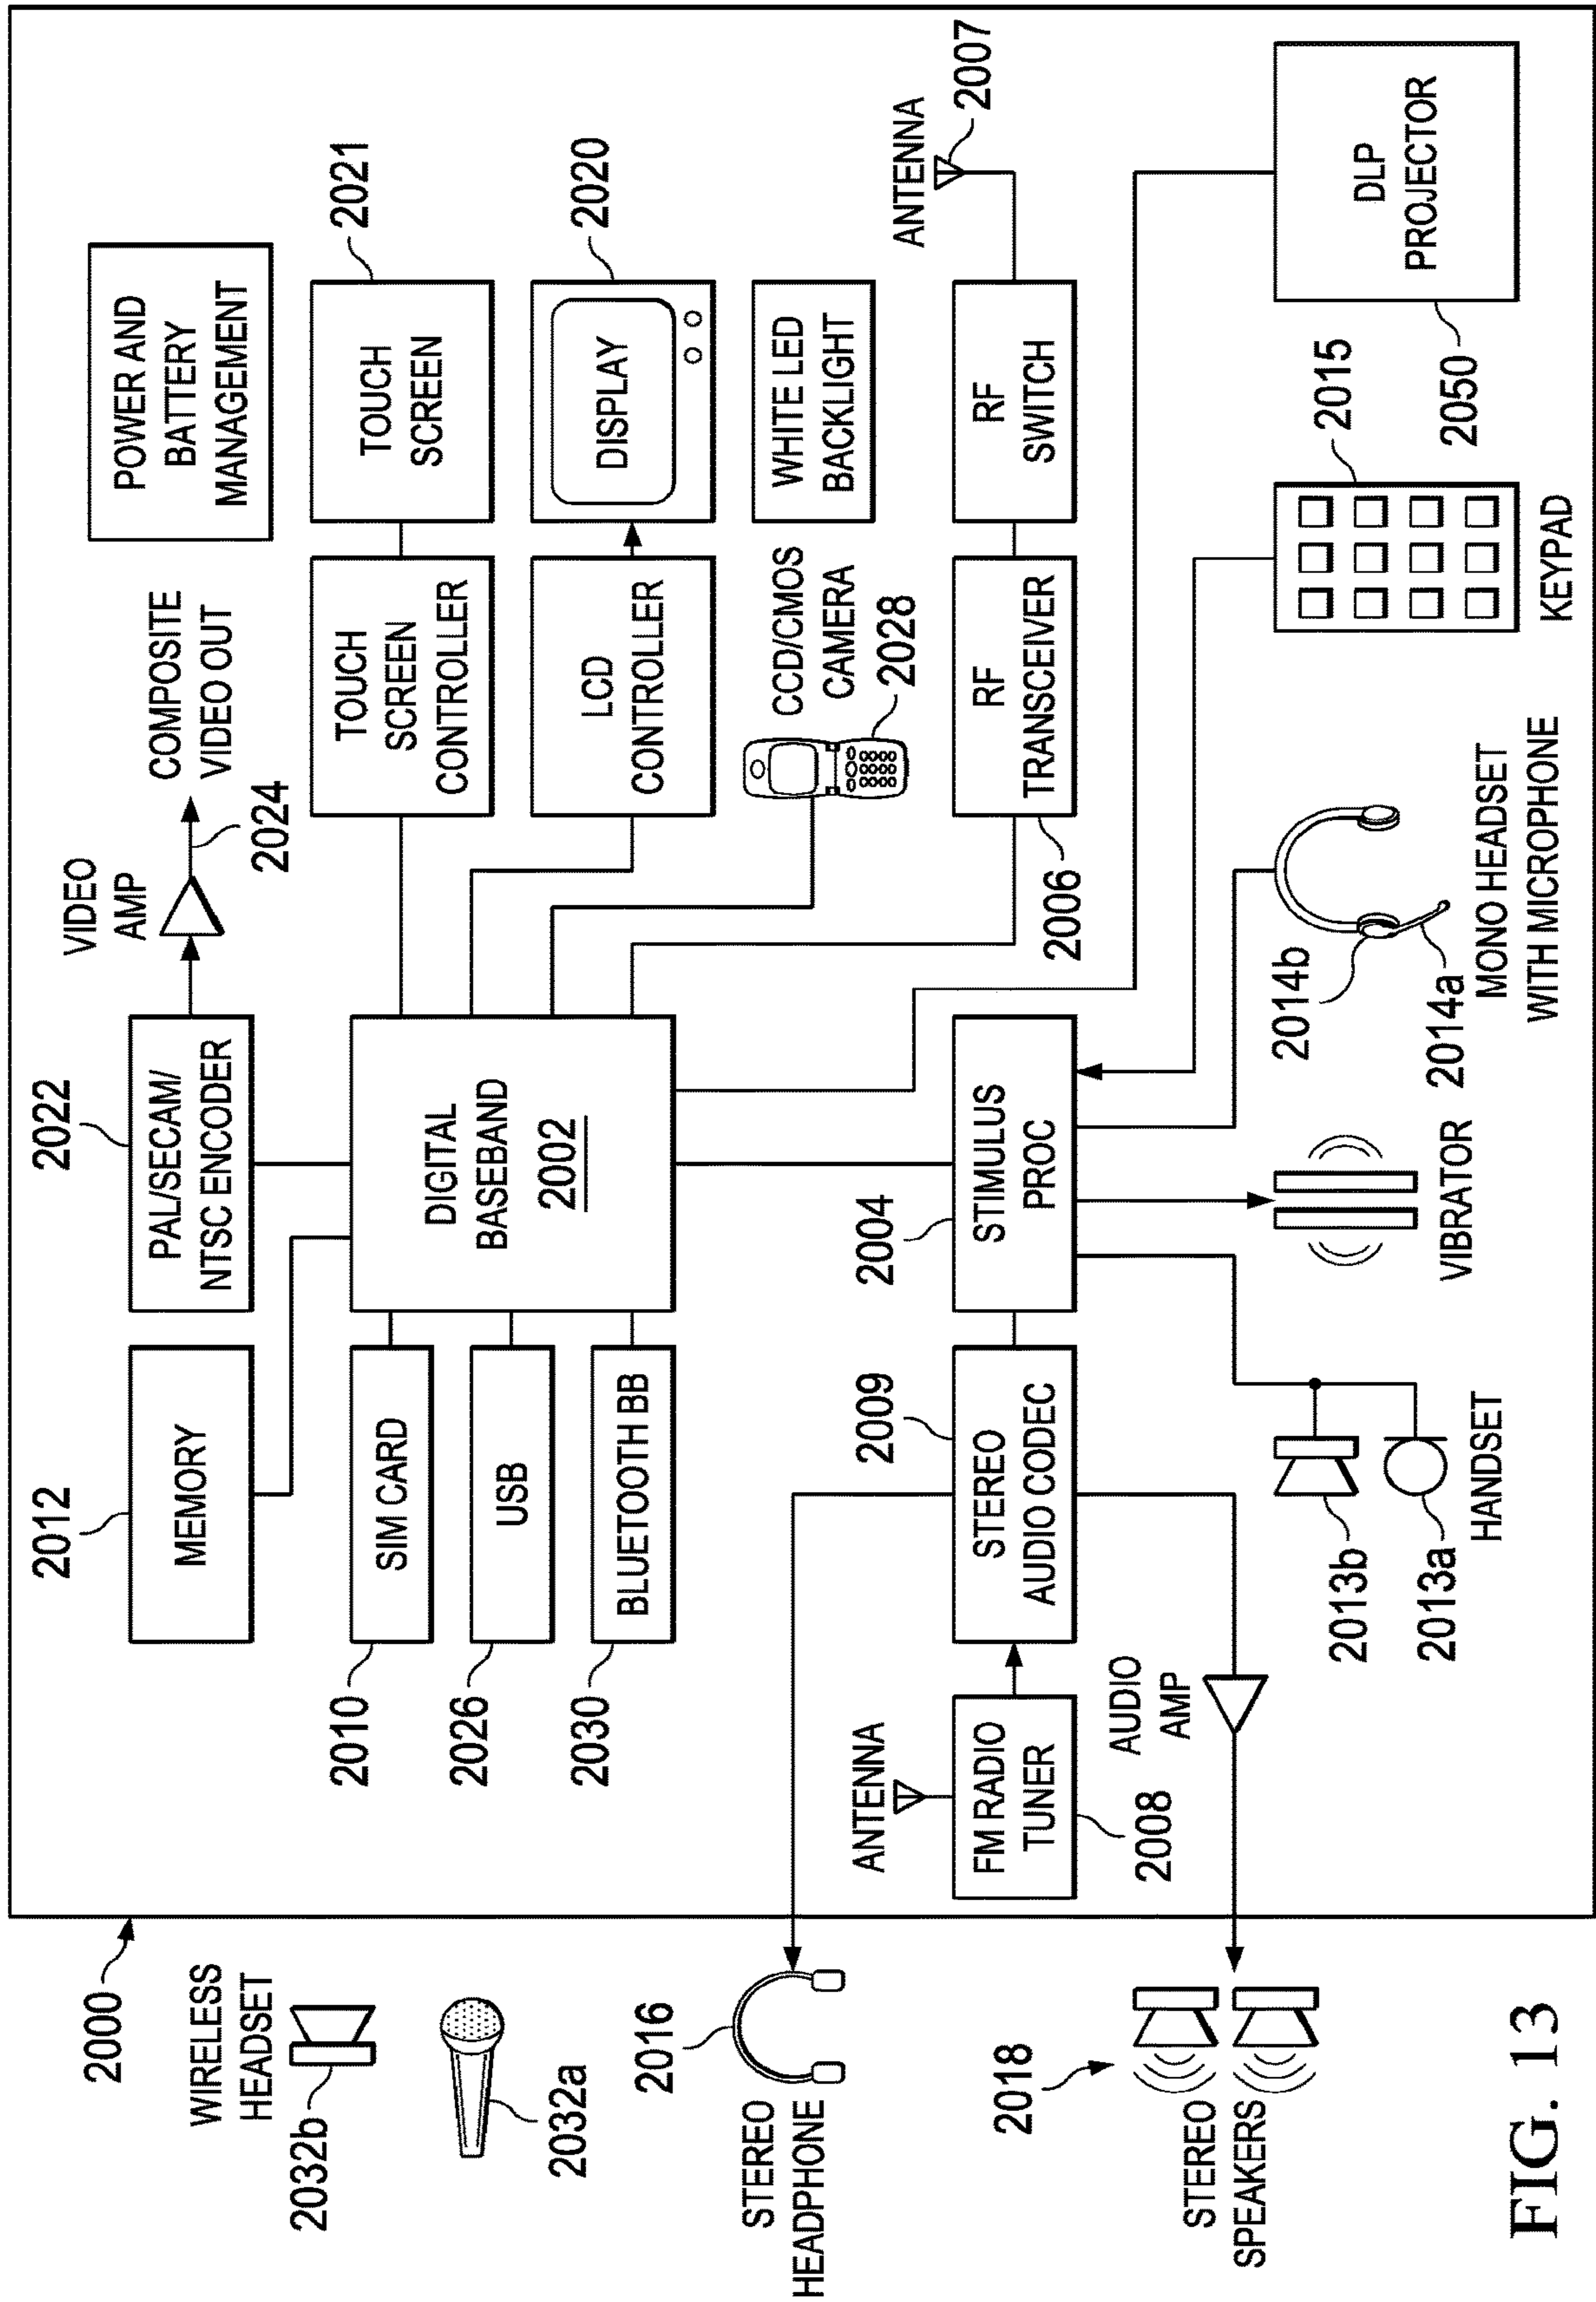 2000
WIRELESS
HEADSET
2032b
2032a
2016
STEREO
HEADPHONE
2018
STEREO
SPEAKERS
2012
MEMORY
2022
PAL/SECAM/
NTSC ENCODER
VIDEO
AMP
2024
COMPOSITE
VIDEO OUT
POWER AND
BATTERY
MANAGEMENT
2010
SIM CARD
2026
USB
2030
BLUETOOTH BB
DIGITAL
BASEBAND
2002
TOUCH
SCREEN
CONTROLLER
TOUCH
SCREEN
2021
LCD
CONTROLLER
DISPLAY
2020
CCD/CMOS
CAMERA
2028
WHITE LED
BACKLIGHT
ANTENNA
FM RADIO
TUNER
2008
2009
STEREO
AUDIO CODEC
2004
STIMULUS
PROC
2006
RF
TRANSCEIVER
RF
SWITCH
ANTENNA
2007
AUDIO
AMP
2013b
2013a
HANDSET
VIBRATOR
2014b
2014a
MONO HEADSET
WITH MICROPHONE
2015
KEYPAD
2050
DLP
PROJECTOR
FIG. 13